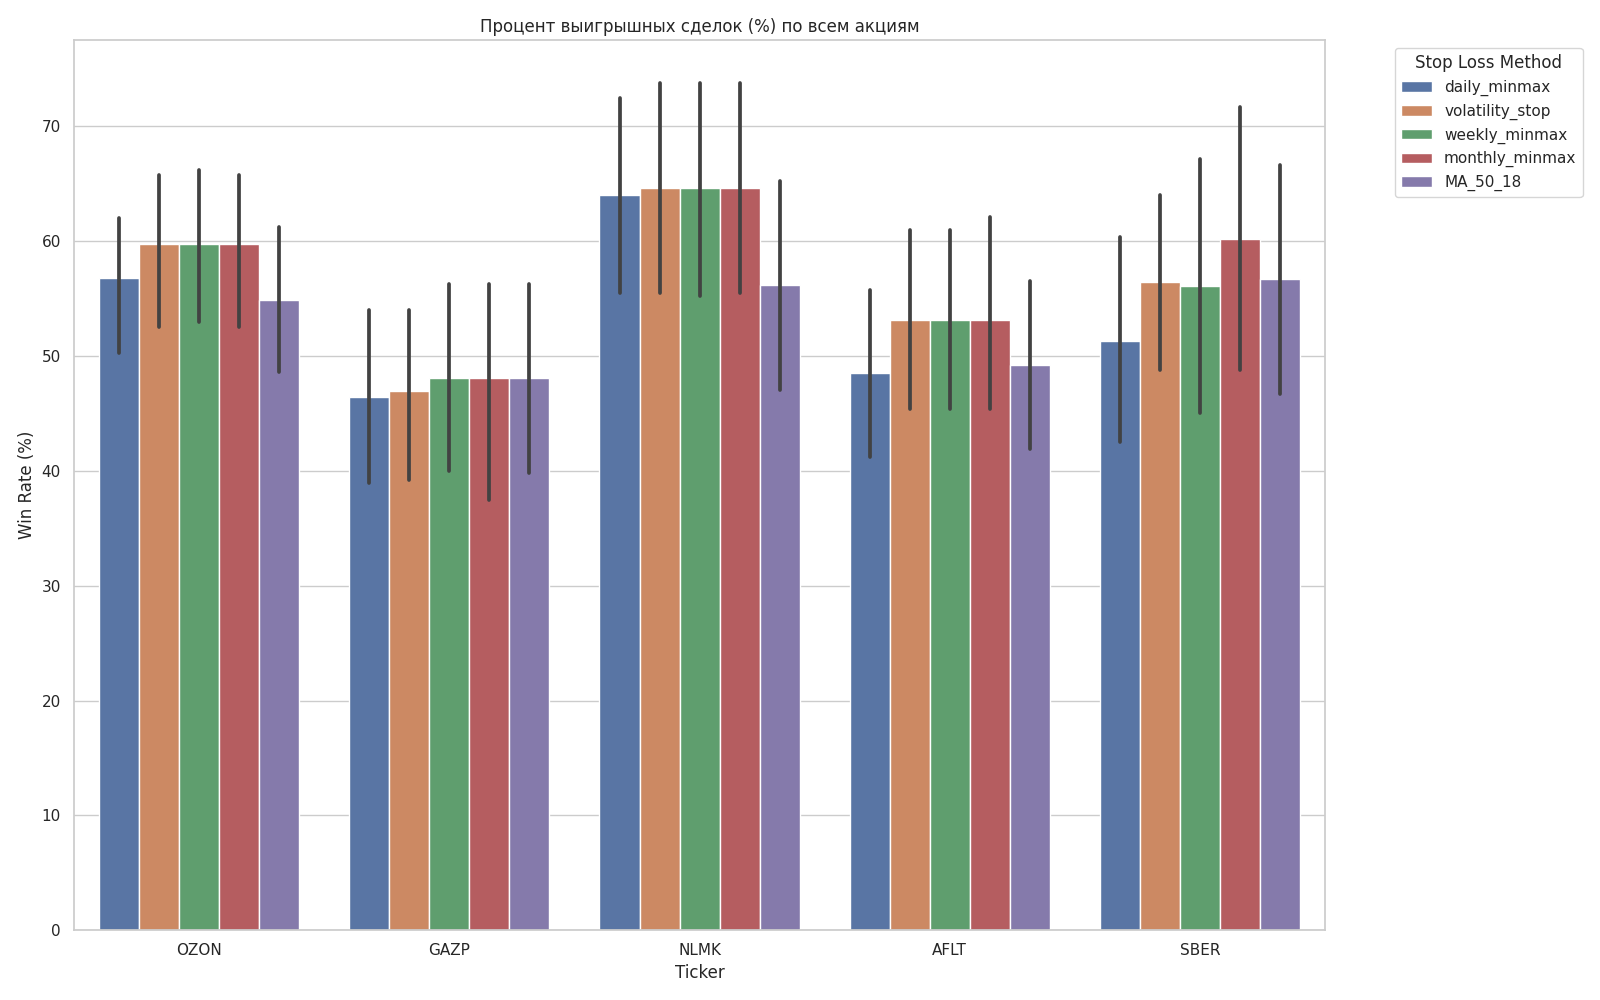 Процент выигрышных сделок (%) по всем акциям
Stop Loss Method
daily_minmax
volatility_stop
weekly_minmax
monthly_minmax
MA_50_18
Win Rate (%)
70
60
50
40
30
20
10
0
OZON
GAZP
NLMK
AFLT
SBER
Ticker